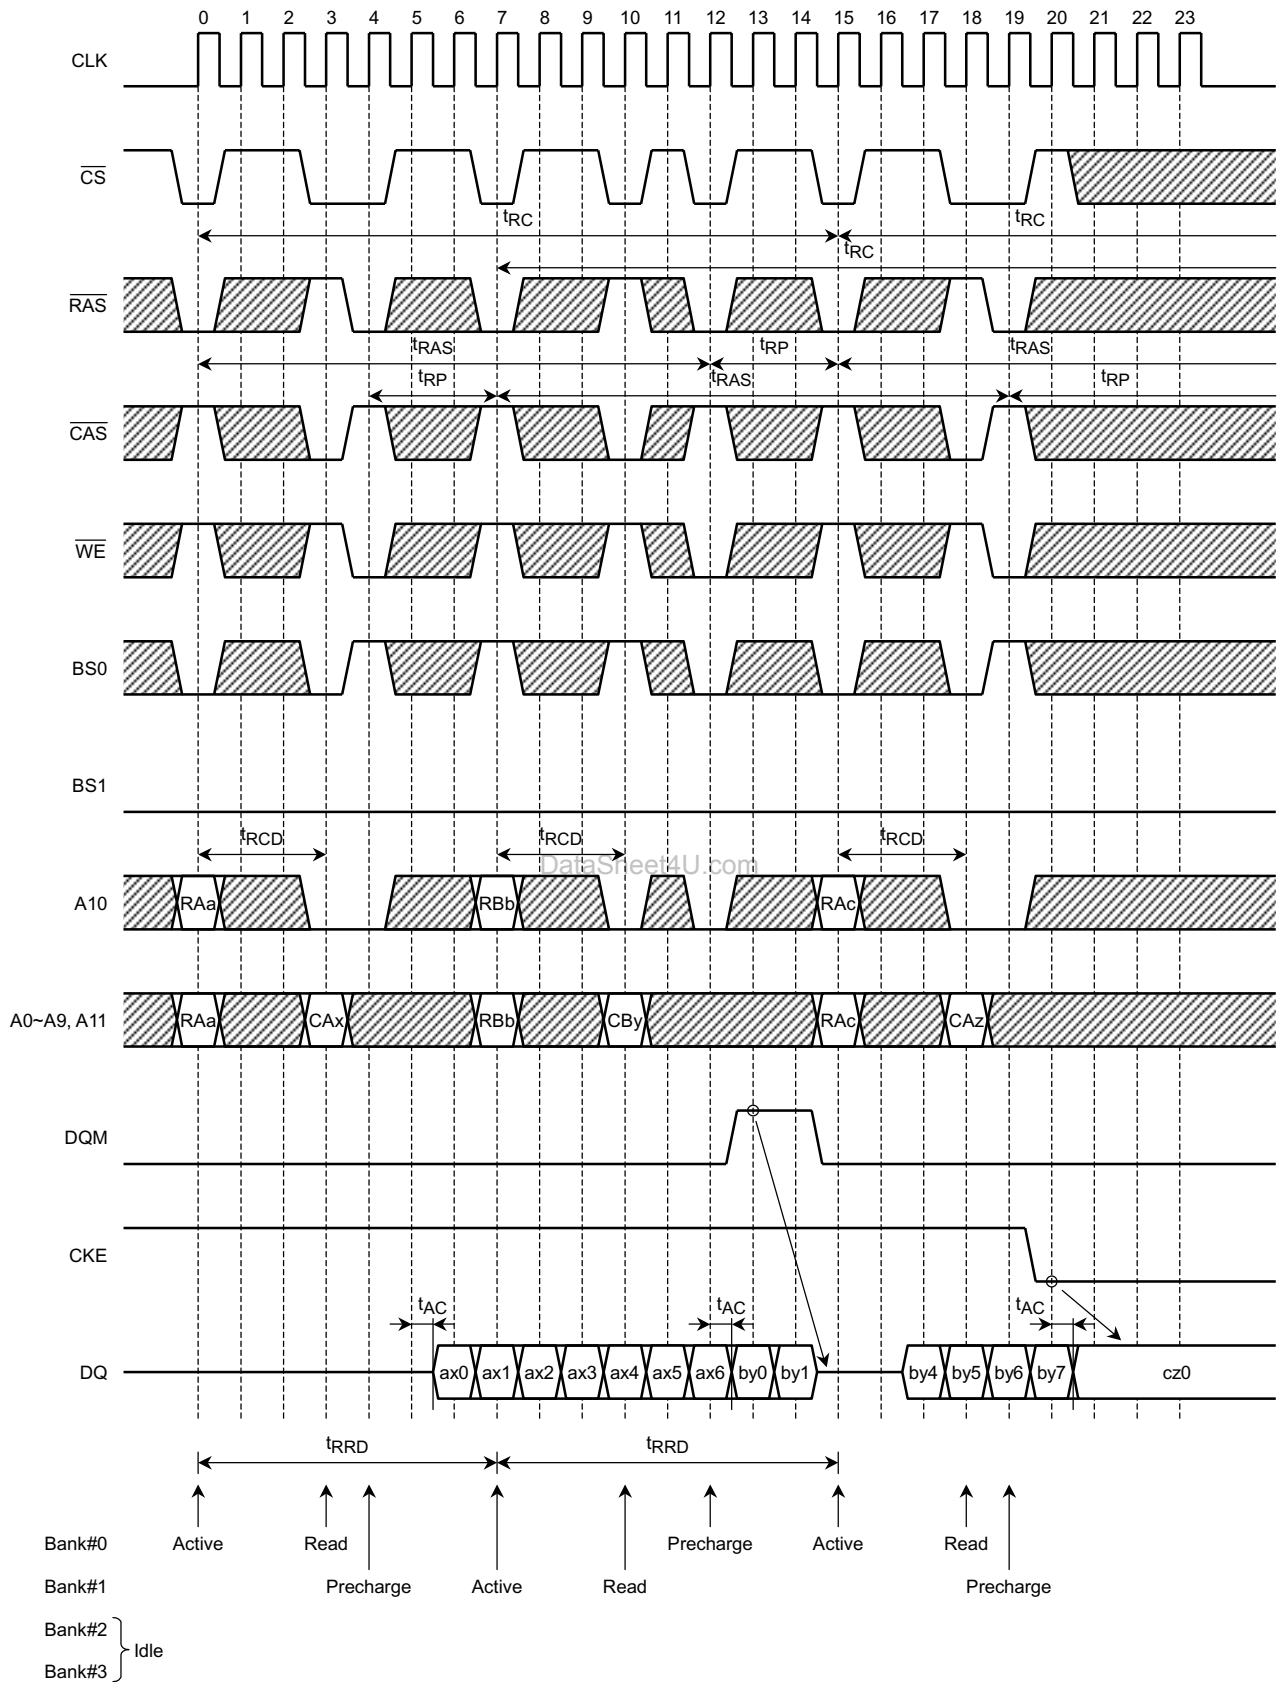 0 1 2 3 4 5 6 7 8 9 10 11 12 13 14 15 16 17 18 19 20 21 22 23
CLK
CS
tRC tRC
tRC
RAS
tRAS tRP tRAS
tRP tRAS tRP
CAS
WE
BS0
BS1
tRCD tRCD tRCD
DataSheet4U.com
A10 RAa RBb RAc
A0~A9, A11 RAa CAx RBb CBy RAc CAz
DQM
CKE
tAC tAC tAC
DQ ax0 ax1 ax2 ax3 ax4 ax5 ax6 by0 by1 by4 by5 by6 by7 cz0
tRRD tRRD
Bank#0 Active Read Precharge Active Read
Bank#1 Precharge Active Read Precharge
Bank#2
Idle
Bank#3